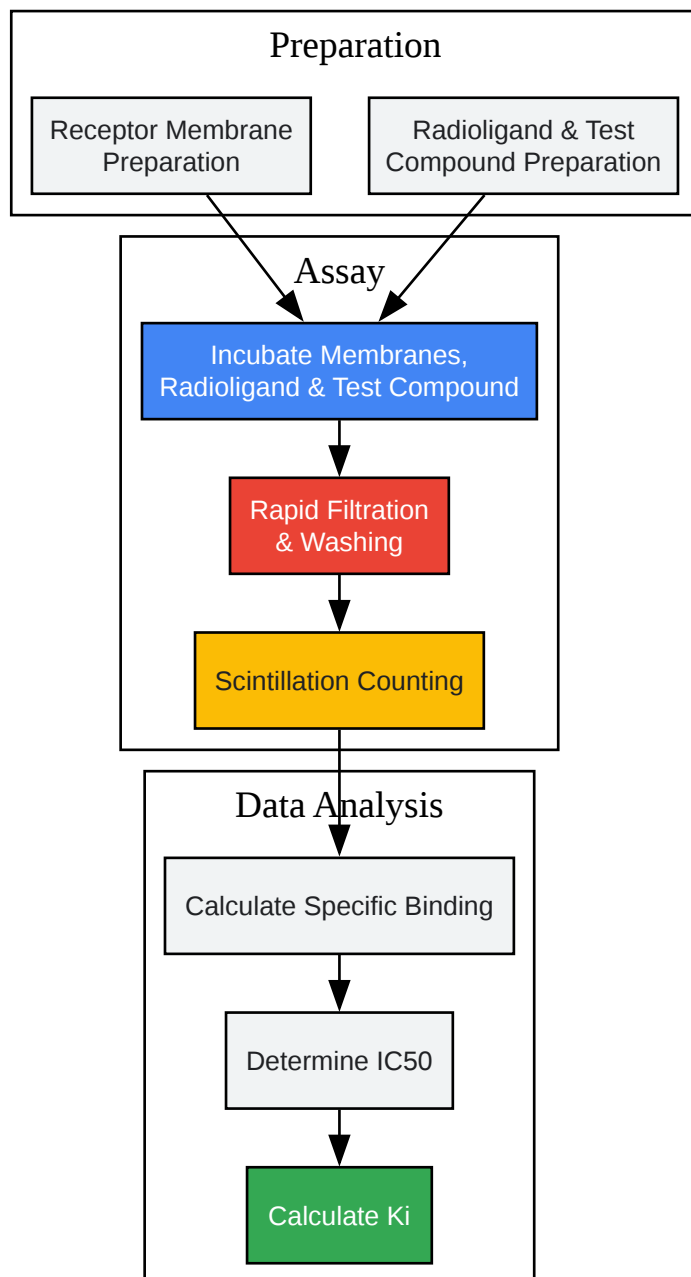 Preparation
Receptor Membrane
Preparation
Radioligand & Test
Compound Preparation
Assay
Incubate Membranes,
Radioligand & Test Compound
Rapid Filtration
& Washing
Scintillation Counting
Data Analysis
Calculate Specific Binding
Determine IC50
Calculate Ki